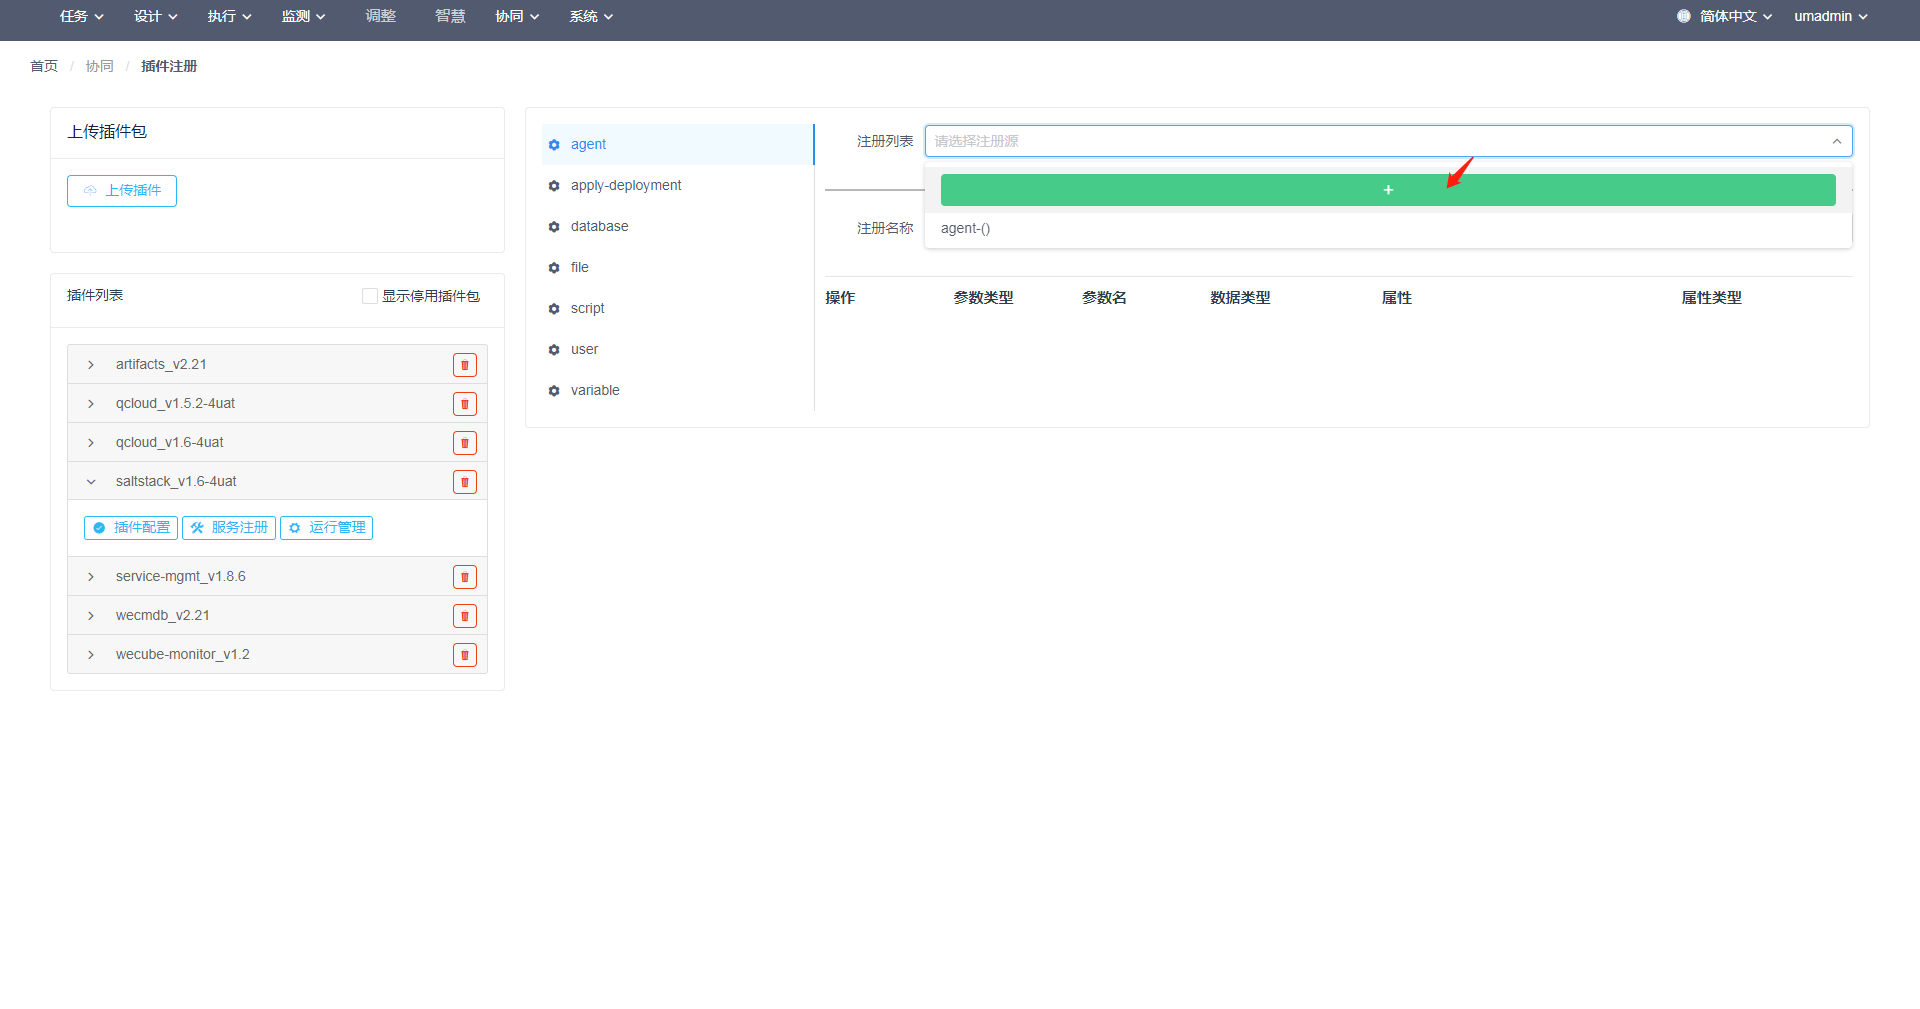 任务 设计 执行 监测 调整 智慧 协同 系统 简体中文 umadmin
首页 / 协同 / 插件注册
上传插件包
上传插件
插件列表 显示停用插件包
artifacts_v2.21
qcloud_v1.5.2-4uat
qcloud_v1.6-4uat
saltstack_v1.6-4uat
插件配置 服务注册 运行管理
service-mgmt_v1.8.6
wecmdb_v2.21
wecube-monitor_v1.2
agent
apply-deployment
database
file
script
user
variable
注册列表 请选择注册源
+
注册名称 agent-()
操作 参数类型 参数名 数据类型 属性 属性类型